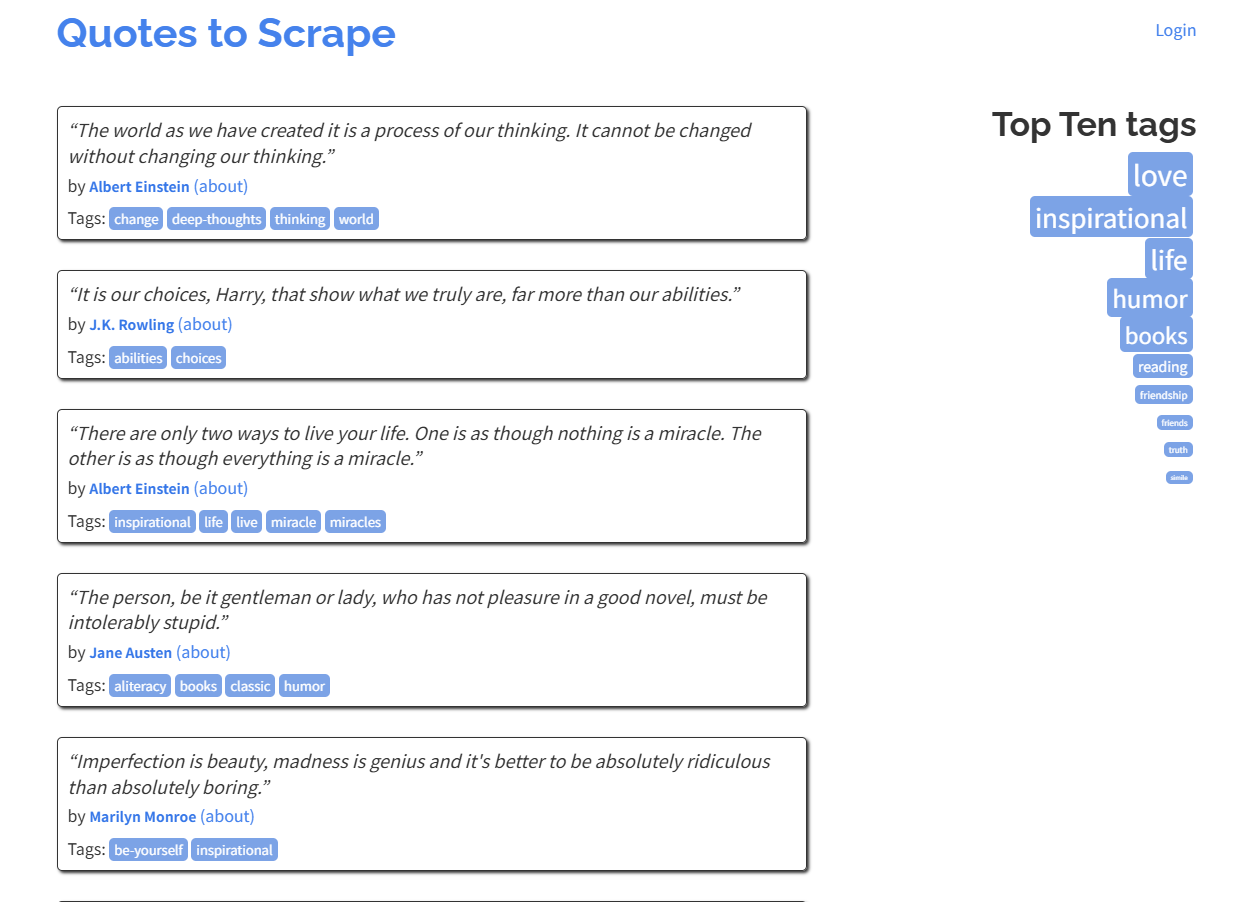 Quotes to Scrape
Login
“The world as we have created it is a process of our thinking. It cannot be changed
without changing our thinking.”
by Albert Einstein (about)
Tags: change deep-thoughts thinking world
“It is our choices, Harry, that show what we truly are, far more than our abilities.”
by J.K. Rowling (about)
Tags: abilities choices
“There are only two ways to live your life. One is as though nothing is a miracle. The
other is as though everything is a miracle.”
by Albert Einstein (about)
Tags: inspirational life live miracle miracles
“The person, be it gentleman or lady, who has not pleasure in a good novel, must be
intolerably stupid.”
by Jane Austen (about)
Tags: aliteracy books classic humor
“Imperfection is beauty, madness is genius and it's better to be absolutely ridiculous
than absolutely boring.”
by Marilyn Monroe (about)
Tags: be-yourself inspirational
Top Ten tags
love
inspirational
life
humor
books
reading
friendship
friends
truth
simile